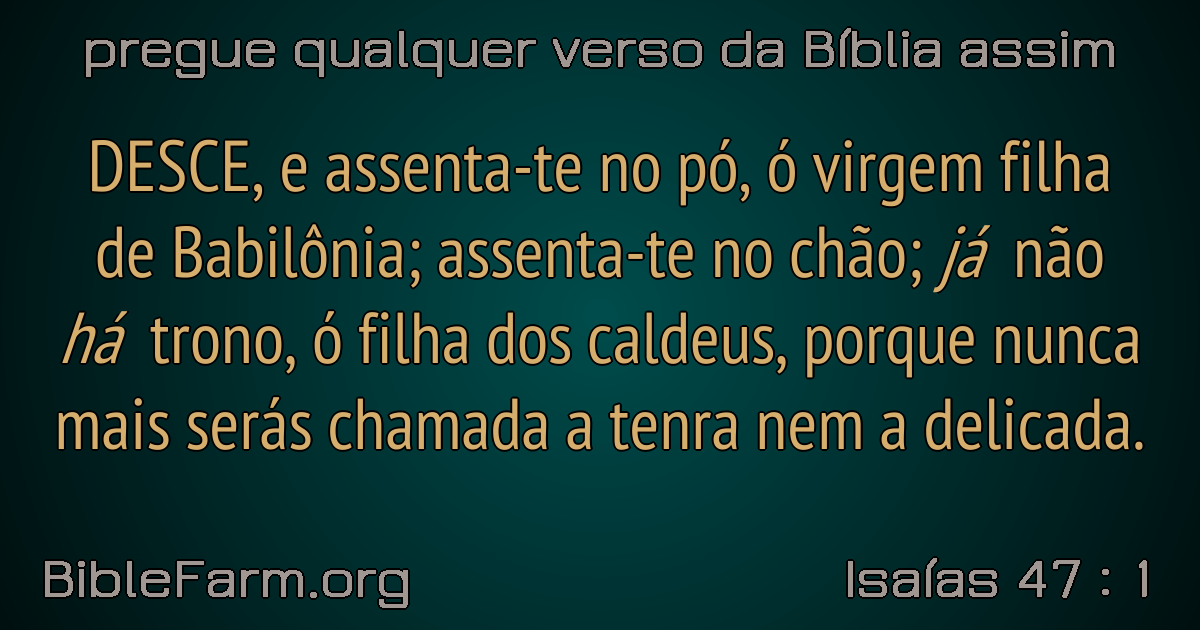 pregue qualquer verso da Bíblia assim
DESCE, e assenta-te no pó, ó virgem filha
de Babilônia; assenta-te no chão; já não
há trono, ó filha dos caldeus, porque nunca
mais serás chamada a tenra nem a delicada.
BibleFarm.org
Isaías 47 : 1